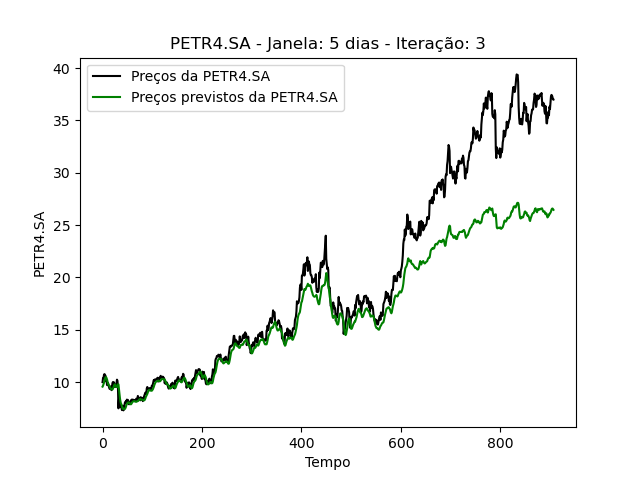 PETR4.SA - Janela: 5 dias - Iteração: 3
Preços da PETR4.SA
Preços previstos da PETR4.SA
PETR4.SA
40
35
30
25
20
15
10
0 200 400 600 800
Tempo